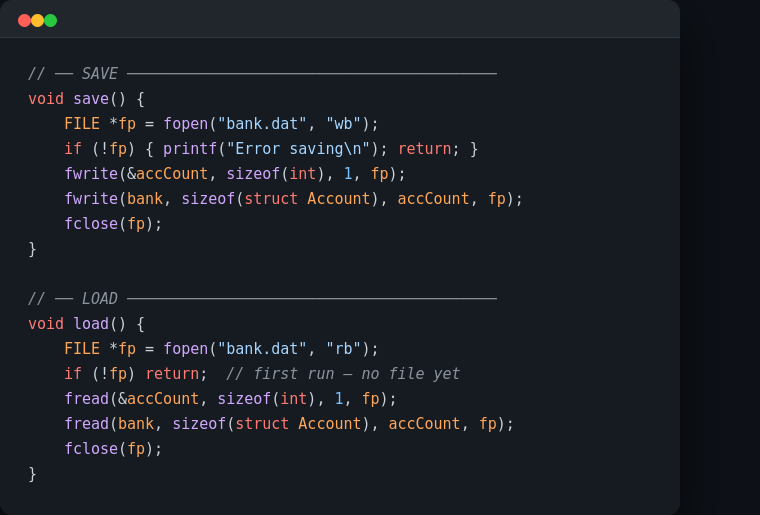 // —— SAVE —————————————————————————————————————————
void save() {
    FILE *fp = fopen("bank.dat", "wb");
    if (!fp) { printf("Error saving\n"); return; }
    fwrite(&accCount, sizeof(int), 1, fp);
    fwrite(bank, sizeof(struct Account), accCount, fp);
    fclose(fp);
}
// —— LOAD —————————————————————————————————————————
void load() {
    FILE *fp = fopen("bank.dat", "rb");
    if (!fp) return;  // first run — no file yet
    fread(&accCount, sizeof(int), 1, fp);
    fread(bank, sizeof(struct Account), accCount, fp);
    fclose(fp);
}